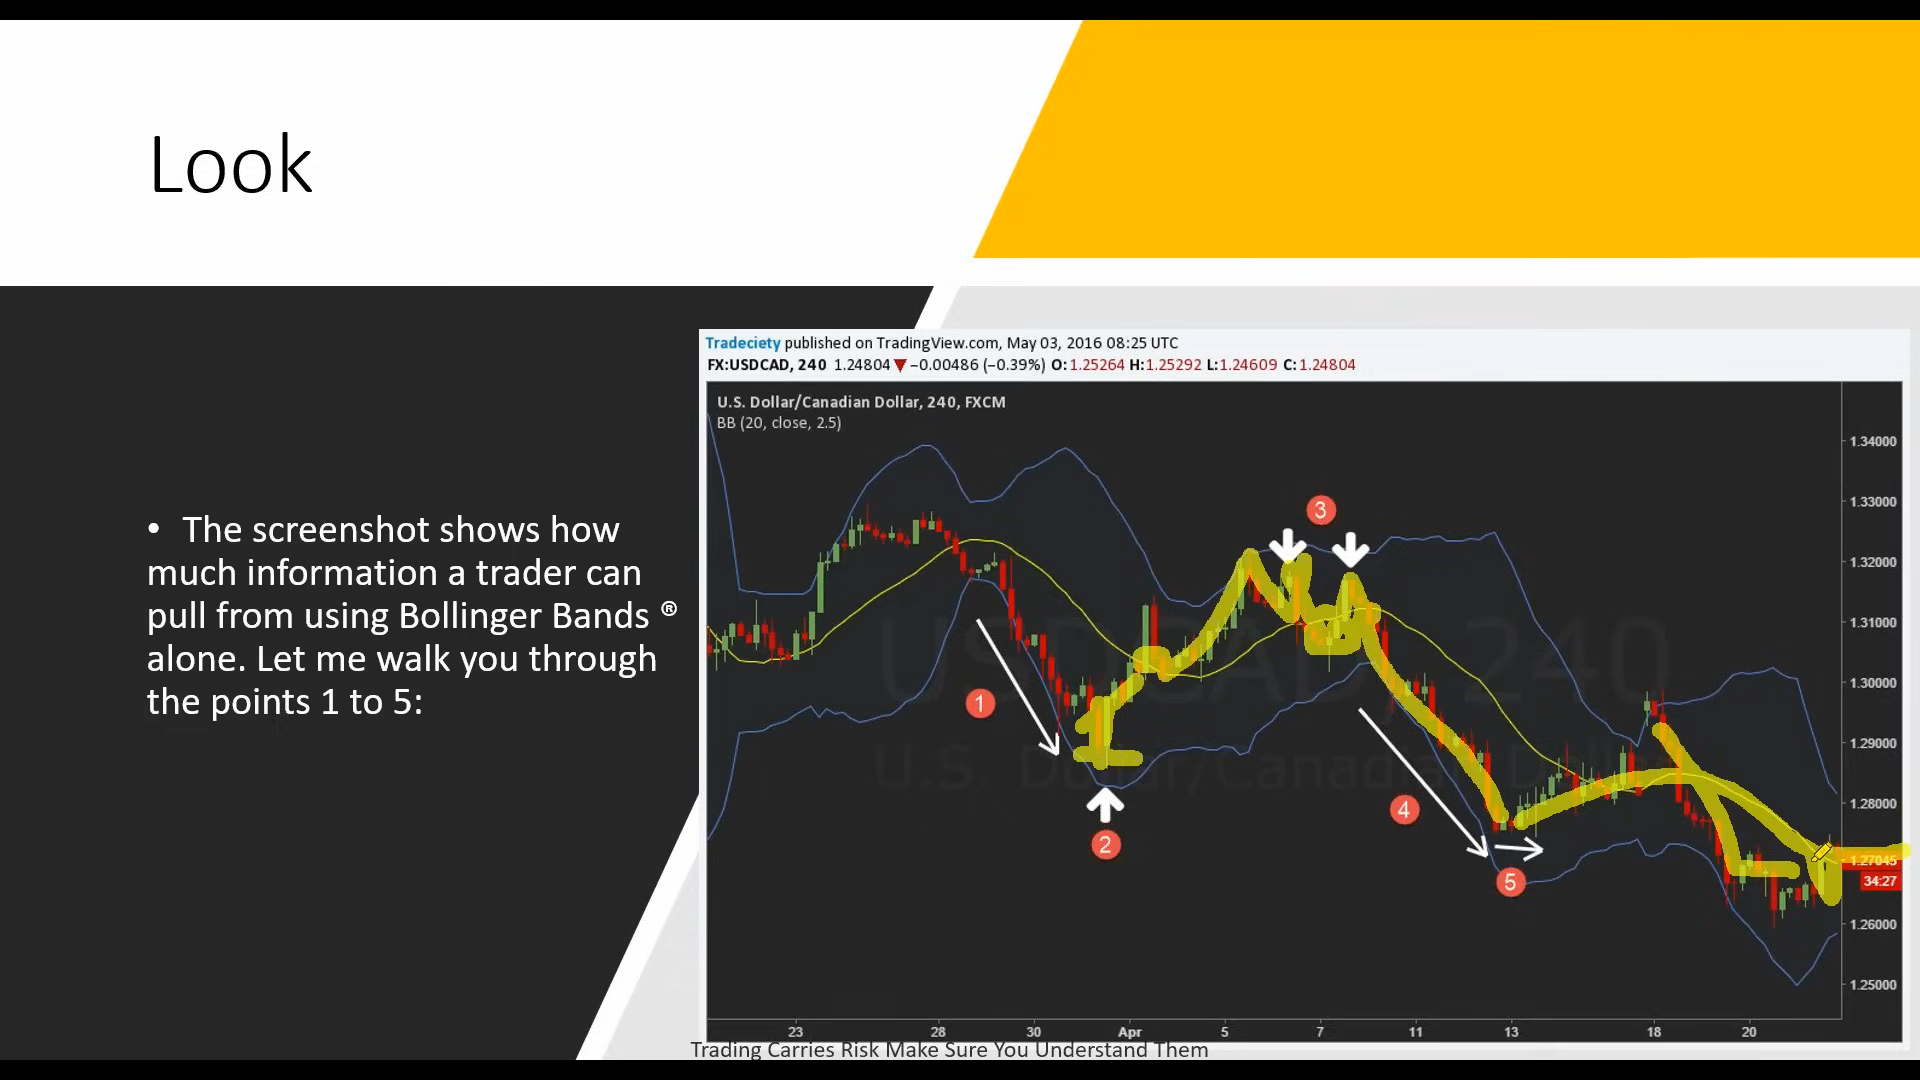 Look
• The screenshot shows how
much information a trader can
pull from using Bollinger Bands ®
alone. Let me walk you through
the points 1 to 5:
Tradeciety published on TradingView.com, May 03, 2016 08:25 UTC
FX:USDCAD, 240 1.24804 ▼ −0.00486 (−0.39%) O:1.25264 H:1.25292 L:1.24609 C:1.24804
U.S. Dollar/Canadian Dollar, 240, FXCM
BB (20, close, 2.5)
USDCAD, 240
U.S. Dollar/Canadian Dollar
1
2
3
4
5
1.34000
1.33000
1.32000
1.31000
1.30000
1.29000
1.28000
1.27045
34:27
1.26000
1.25000
23 28 30 Apr 5 7 11 13 18 20
Trading Carries Risk Make Sure You Understand Them